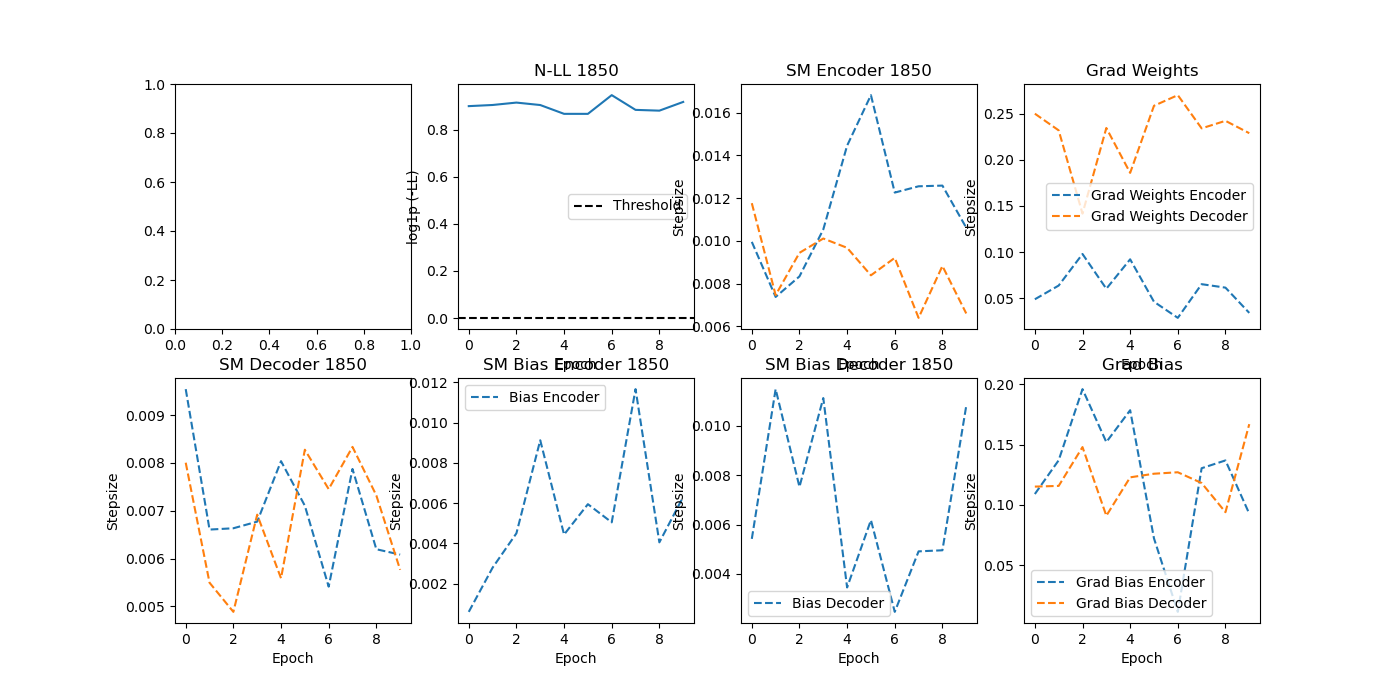 1.0
0.8
0.6
0.4
0.2
0.0
0.0 0.2 0.4 0.6 0.8 1.0
N-LL 1850
log1p (-LL)
0.8
0.6
0.4
0.2
0.0
Threshold
0 2 4 6 8
Epoch
SM Encoder 1850
Stepsize
0.016
0.014
0.012
0.010
0.008
0.006
0 2 4 6 8
Epoch
Grad Weights
Stepsize
0.25
0.20
0.15
0.10
0.05
Grad Weights Encoder
Grad Weights Decoder
0 2 4 6 8
Epoch
SM Decoder 1850
Stepsize
0.009
0.008
0.007
0.006
0.005
0 2 4 6 8
Epoch
SM Bias Encoder 1850
Stepsize
0.012
0.010
0.008
0.006
0.004
0.002
Bias Encoder
0 2 4 6 8
Epoch
SM Bias Decoder 1850
Stepsize
0.010
0.008
0.006
0.004
Bias Decoder
0 2 4 6 8
Epoch
Grad Bias
Stepsize
0.20
0.15
0.10
0.05
Grad Bias Encoder
Grad Bias Decoder
0 2 4 6 8
Epoch